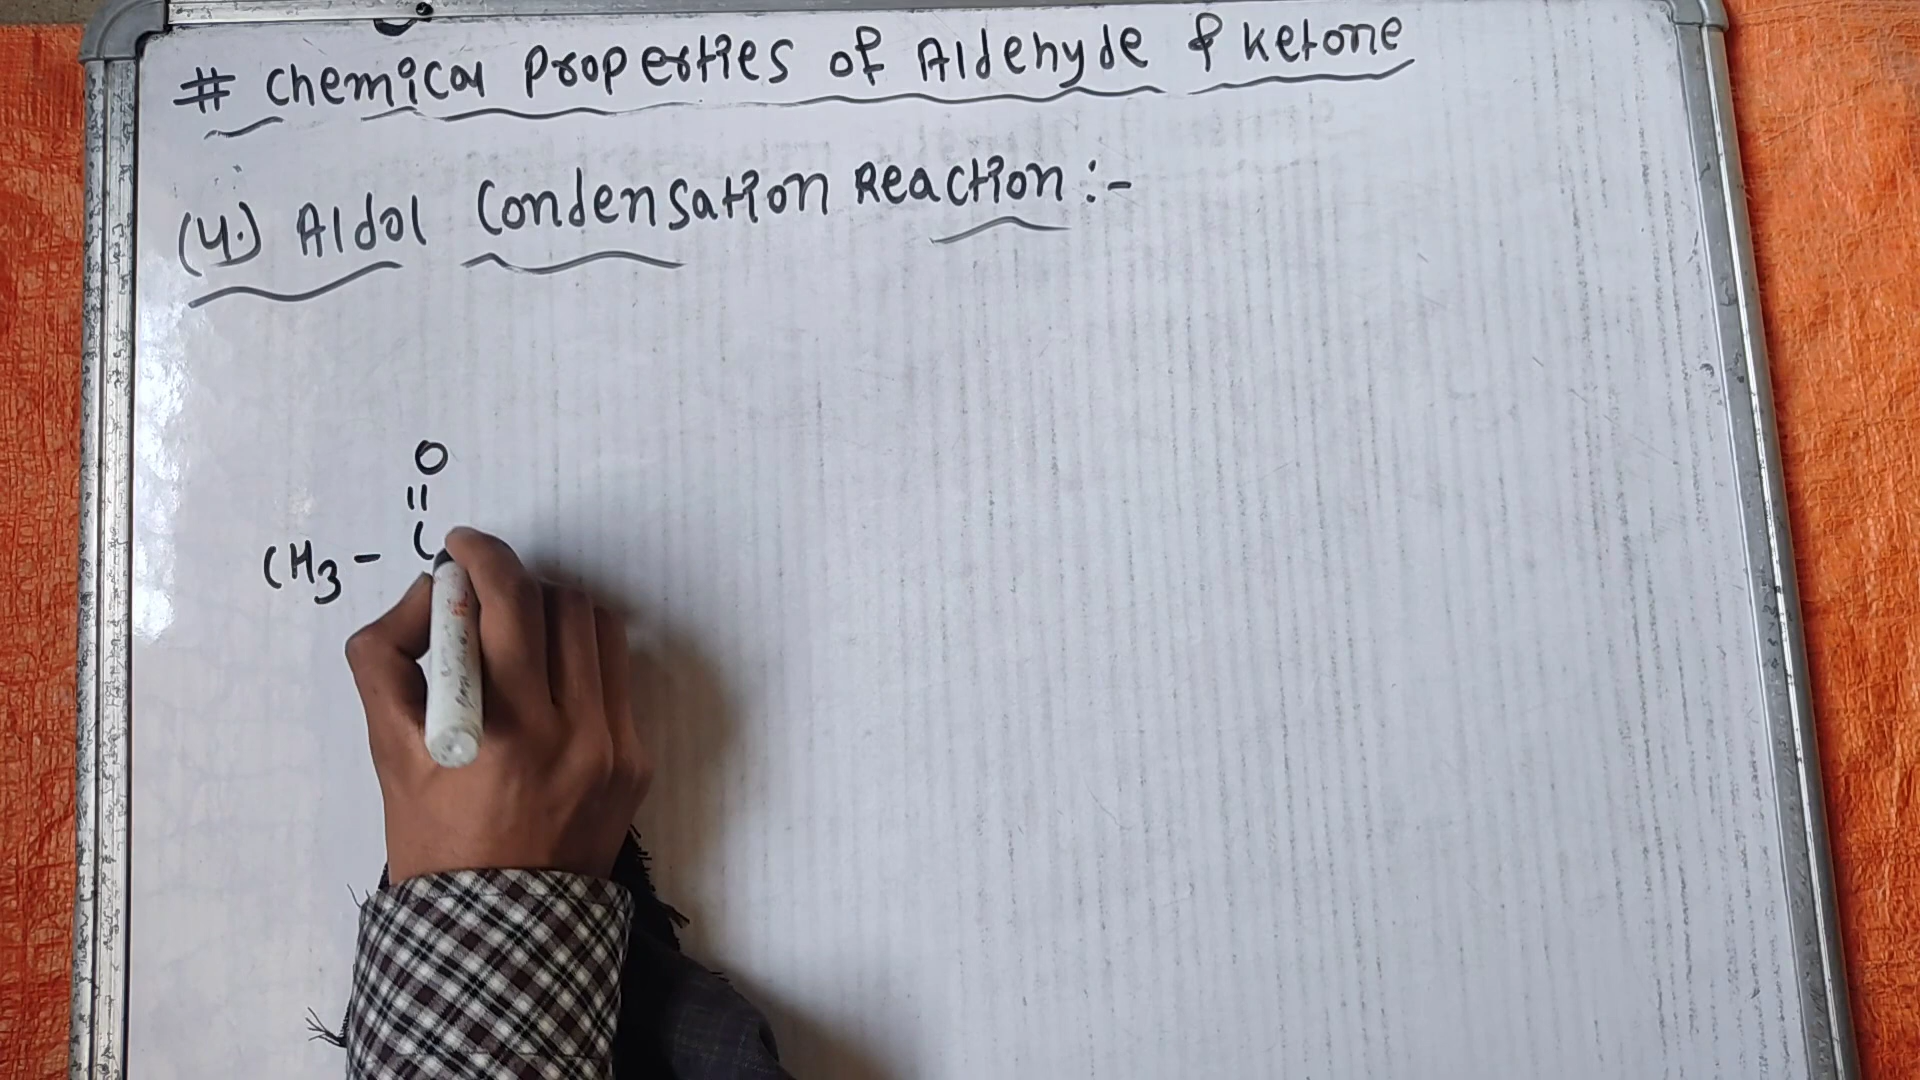 # Chemical Properties of Aldehyde & Ketone
(4.) Aldol Condensation Reaction :-
O
||
CH3 - C